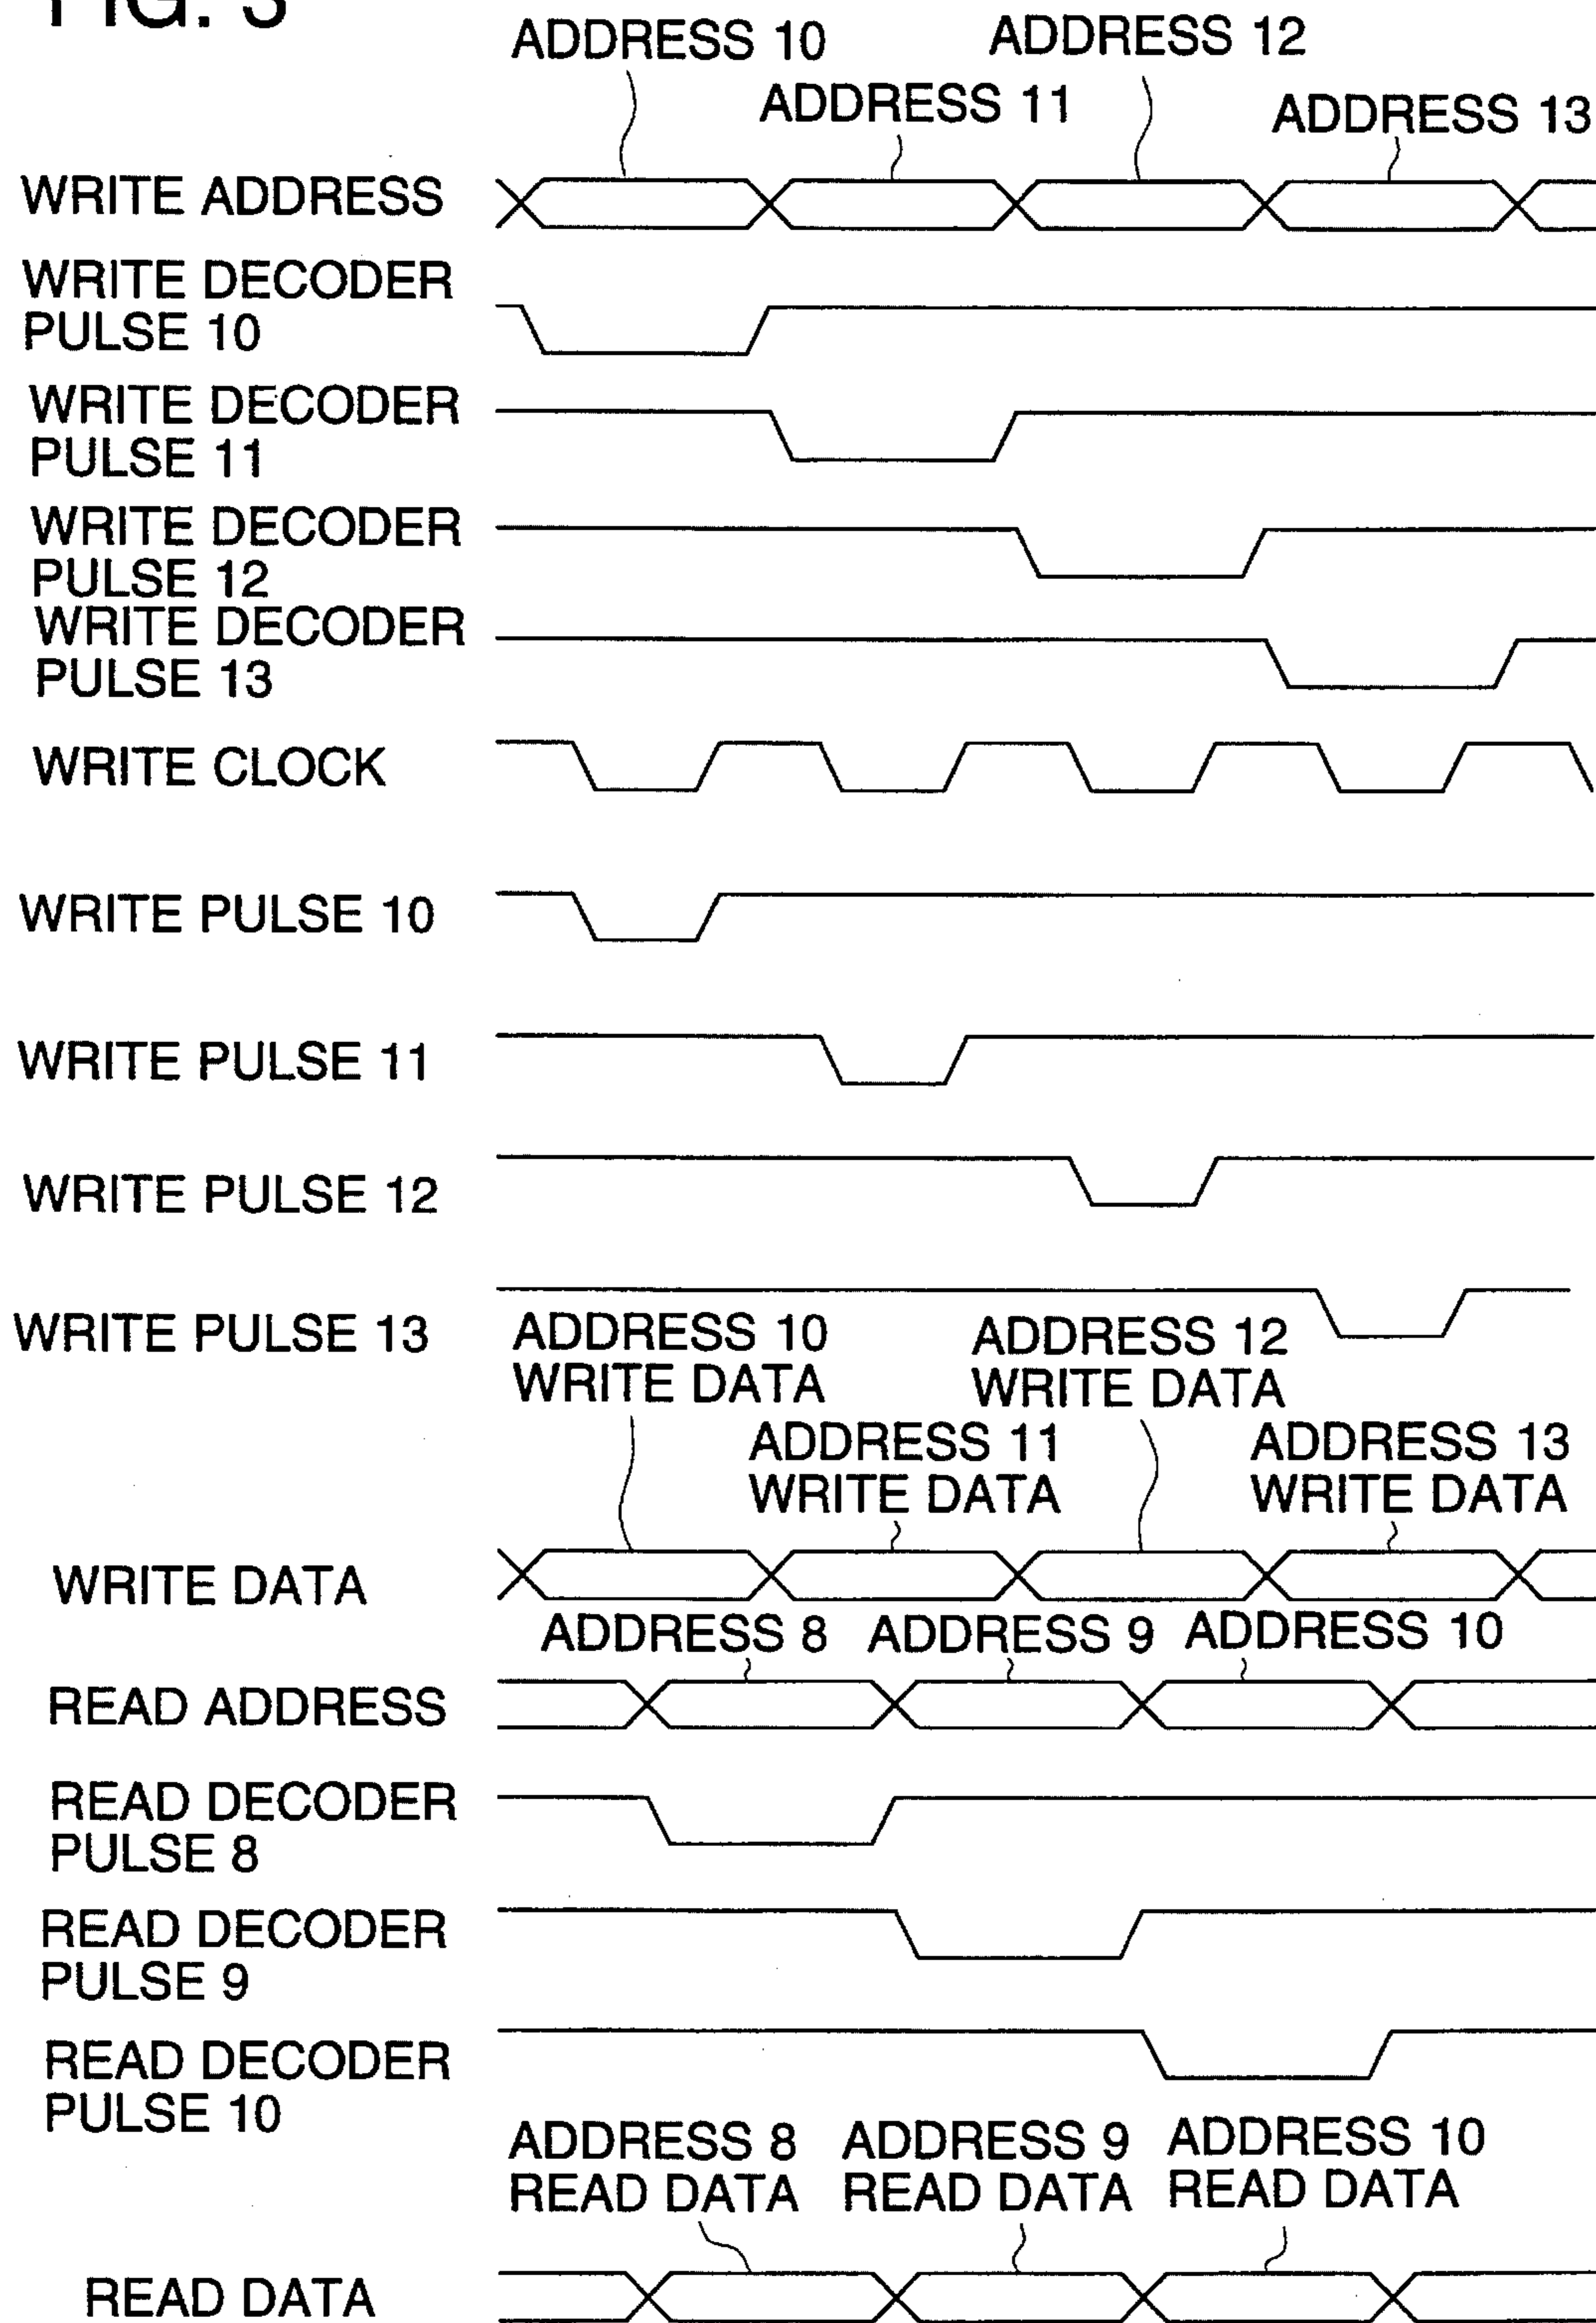 FIG. 3
ADDRESS 10
ADDRESS 12
ADDRESS 11
ADDRESS 13
WRITE ADDRESS
WRITE DECODER
PULSE 10
WRITE DECODER
PULSE 11
WRITE DECODER
PULSE 12
WRITE DECODER
PULSE 13
WRITE CLOCK
WRITE PULSE 10
WRITE PULSE 11
WRITE PULSE 12
WRITE PULSE 13
ADDRESS 10
WRITE DATA
ADDRESS 12
WRITE DATA
ADDRESS 11
WRITE DATA
ADDRESS 13
WRITE DATA
WRITE DATA
ADDRESS 8
ADDRESS 9
ADDRESS 10
READ ADDRESS
READ DECODER
PULSE 8
READ DECODER
PULSE 9
READ DECODER
PULSE 10
ADDRESS 8
READ DATA
ADDRESS 9
READ DATA
ADDRESS 10
READ DATA
READ DATA